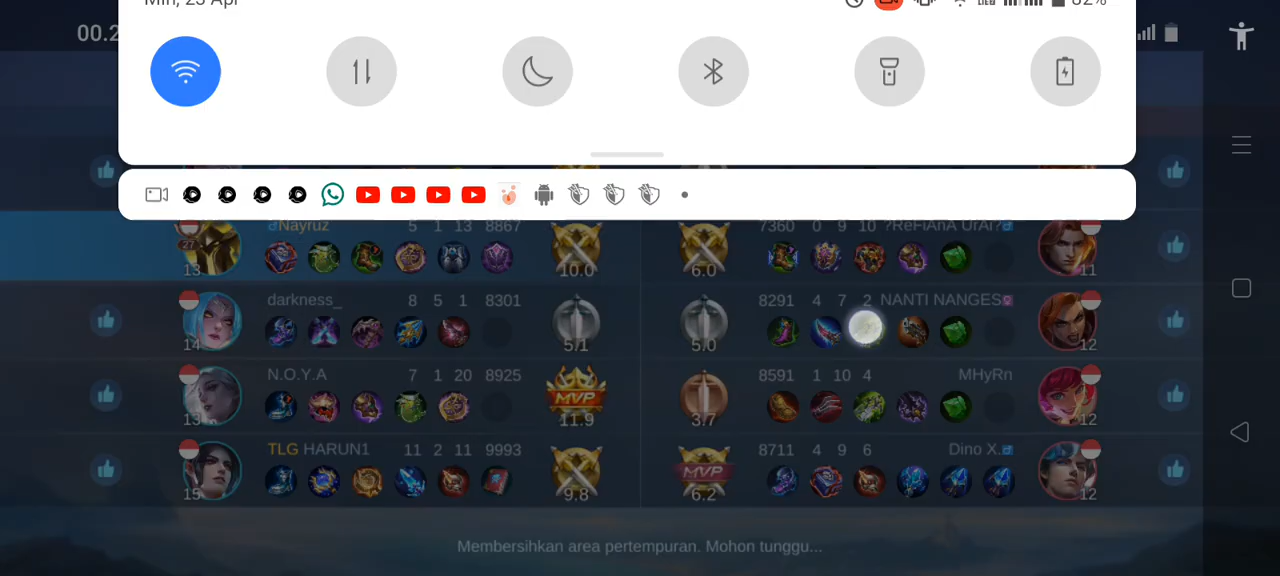 Min, 23 Apr 82%
00.2
Nayruz 5 1 13 8867 7360 0 9 10 ?ReFiAnA UrAr?
27
13 10.0 6.0 11
darkness_ 8 5 1 8301 8291 4 7 2 NANTI NANGES
14 5.1 5.0 12
N.O.Y.A 7 1 20 8925 8591 1 10 4 MHyRn
MVP
13 11.9 3.7 12
TLG HARUN1 11 2 11 9993 8711 4 9 6 Dino X.
MVP
15 9.8 6.2 12
Membersihkan area pertempuran. Mohon tunggu...